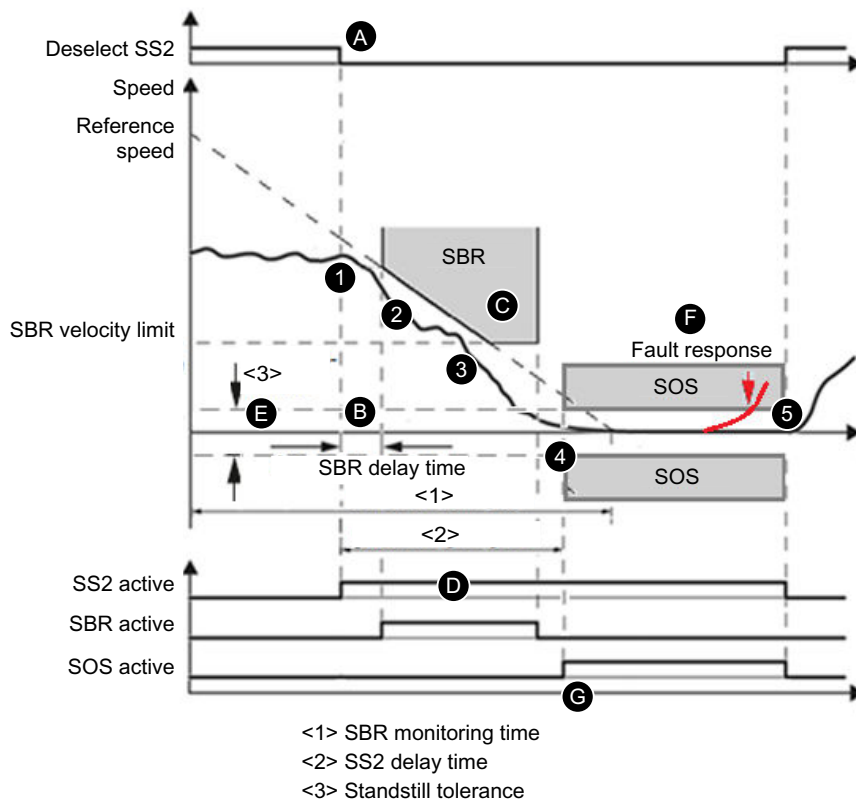 Deselect SS2
A
Speed
Reference
speed
SBR
1
C
2
SBR velocity limit
F
3
Fault response
<3>
SOS
E
B
5
SBR delay time
4
SOS
<1>
<2>
SS2 active
D
SBR active
SOS active
G
<1> SBR monitoring time
<2> SS2 delay time
<3> Standstill tolerance